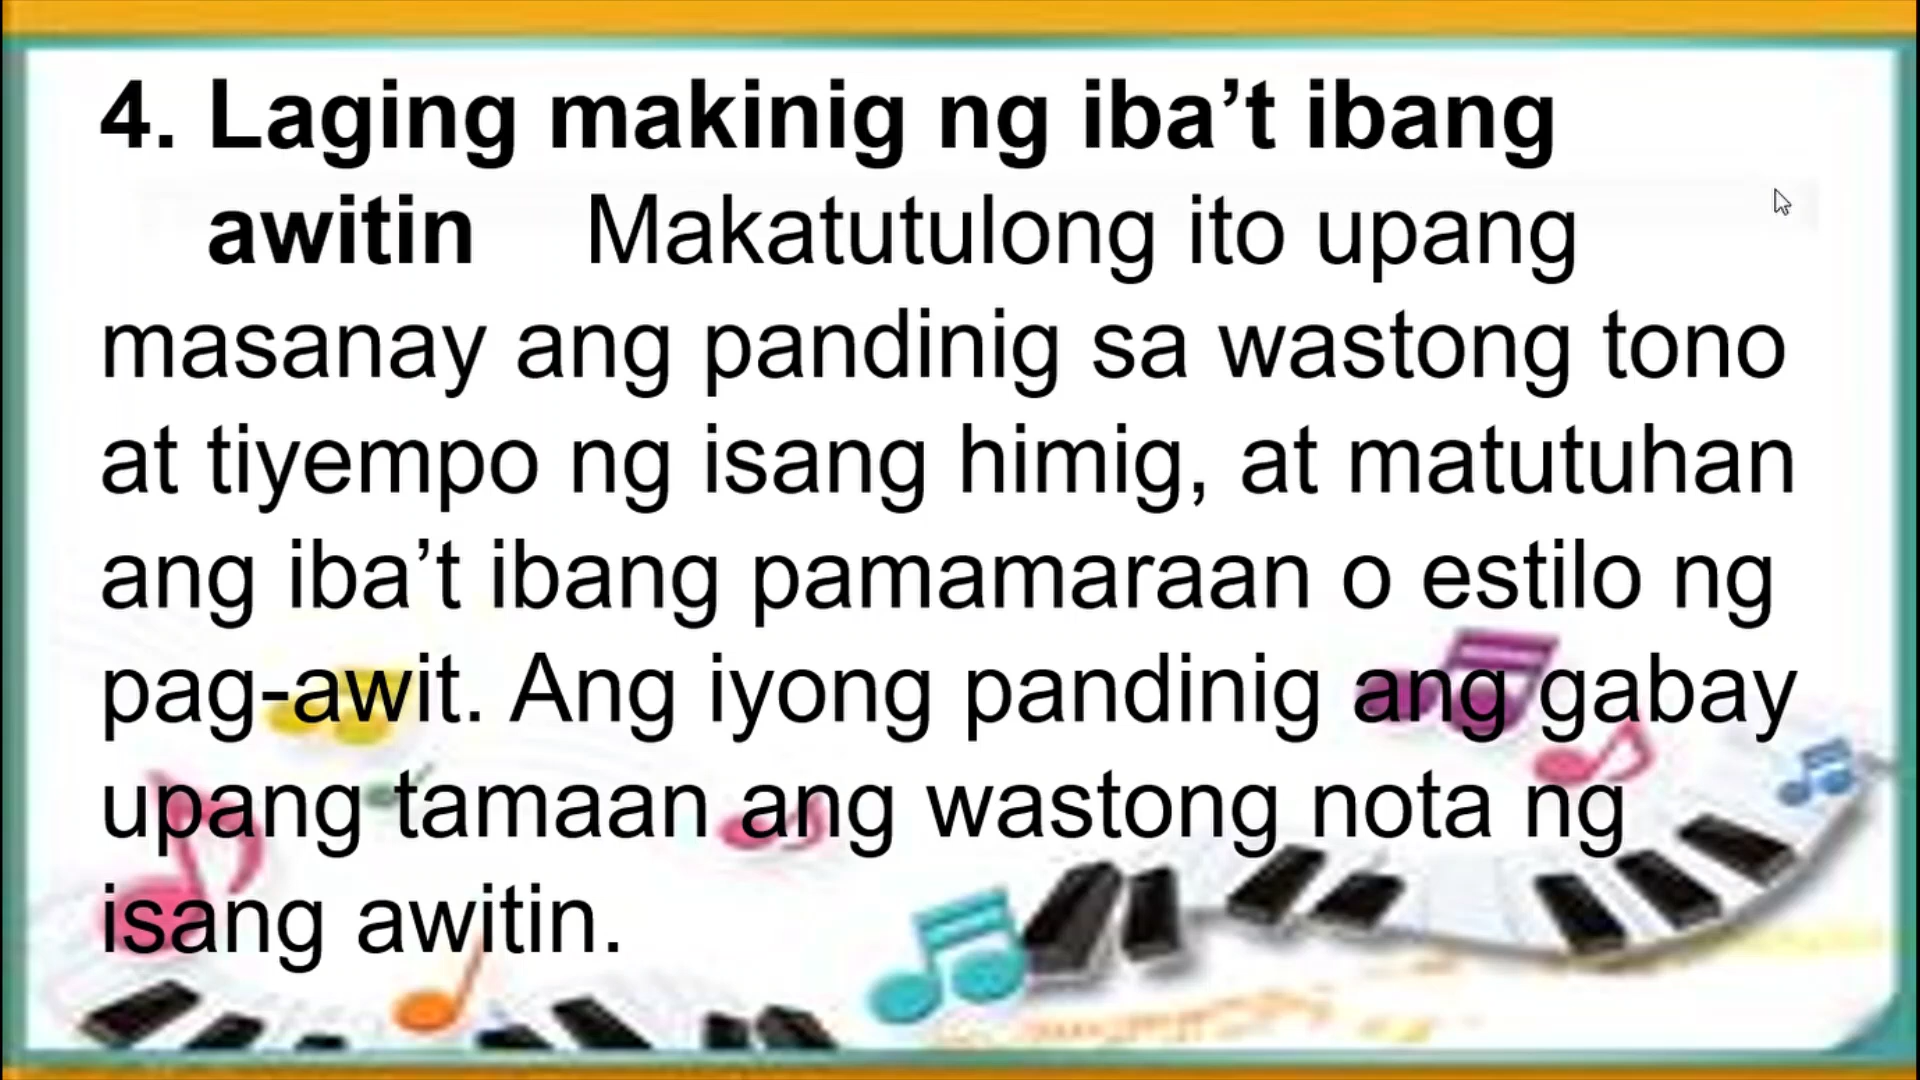 4. Laging makinig ng iba’t ibang
awitin Makatutulong ito upang
masanay ang pandinig sa wastong tono
at tiyempo ng isang himig, at matutuhan
ang iba’t ibang pamamaraan o estilo ng
pag-awit. Ang iyong pandinig ang gabay
upang tamaan ang wastong nota ng
isang awitin.